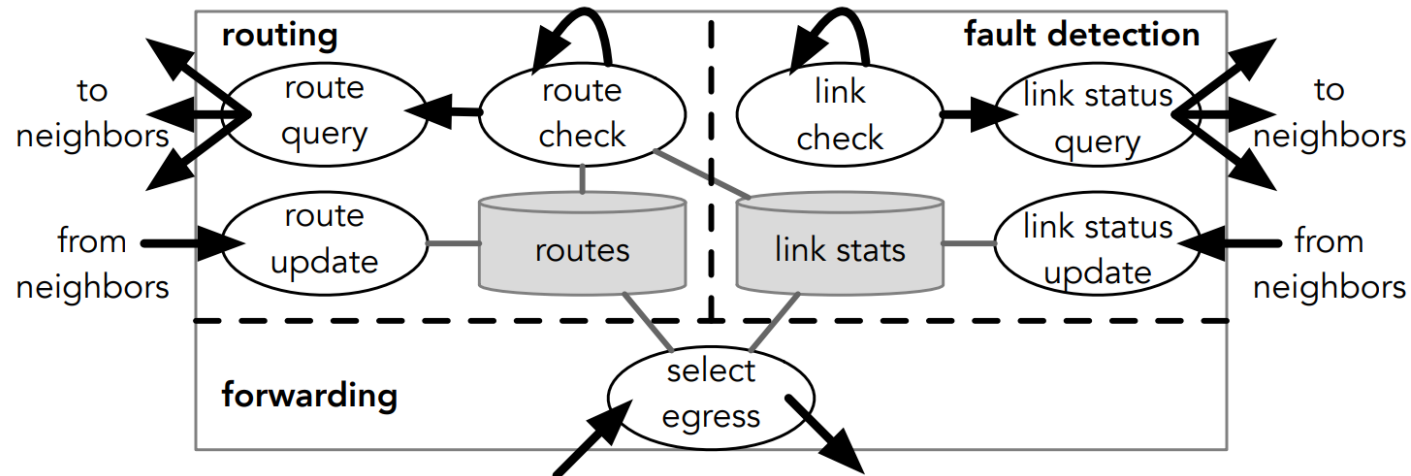 routing
fault detection
to
neighbors
route
query
route
check
link
check
link status
query
to
neighbors
from
neighbors
route
update
routes
link stats
link status
update
from
neighbors
forwarding
select
egress